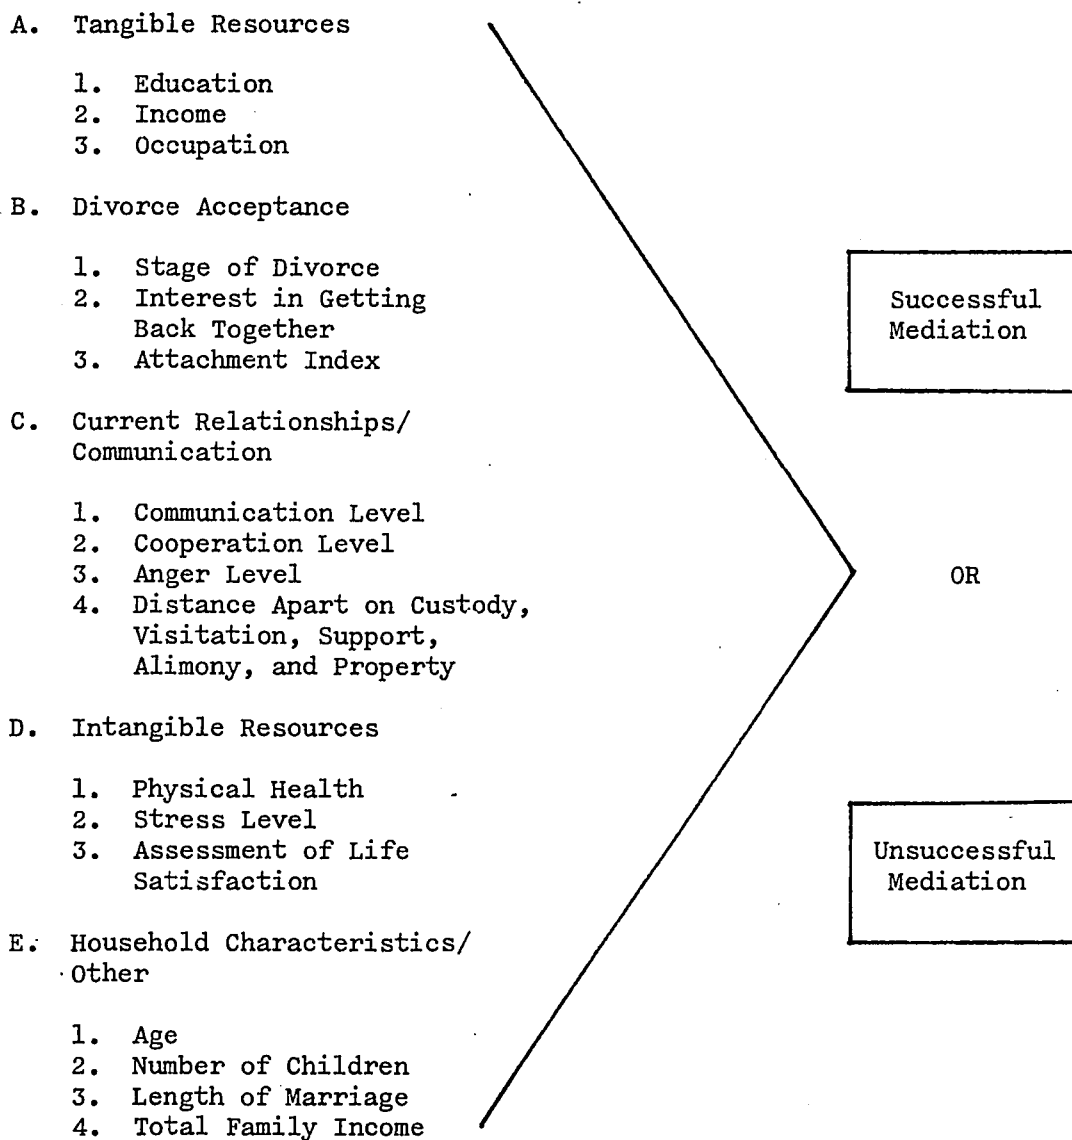 A. Tangible Resources
1. Education
2. Income
3. Occupation
B. Divorce Acceptance
1. Stage of Divorce
2. Interest in Getting
Back Together
3. Attachment Index
C. Current Relationships/
Communication
1. Communication Level
2. Cooperation Level
3. Anger Level
4. Distance Apart on Custody,
Visitation, Support,
Alimony, and Property
D. Intangible Resources
1. Physical Health
2. Stress Level
3. Assessment of Life
Satisfaction
E. Household Characteristics/
Other
1. Age
2. Number of Children
3. Length of Marriage
4. Total Family Income
Successful
Mediation
OR
Unsuccessful
Mediation